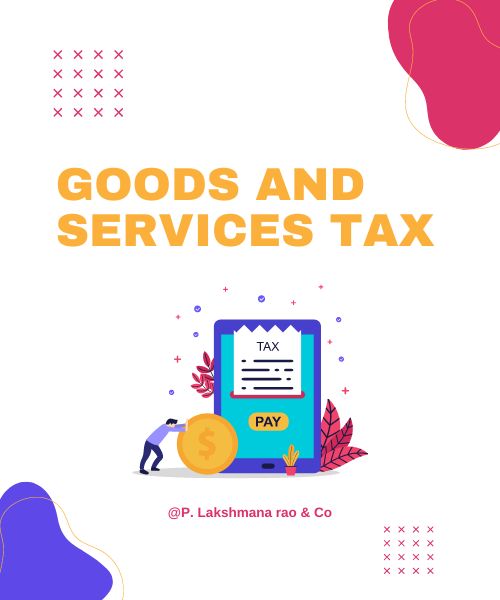 GOODS AND
SERVICES TAX
TAX
PAY
$
@P. Lakshmana rao & Co